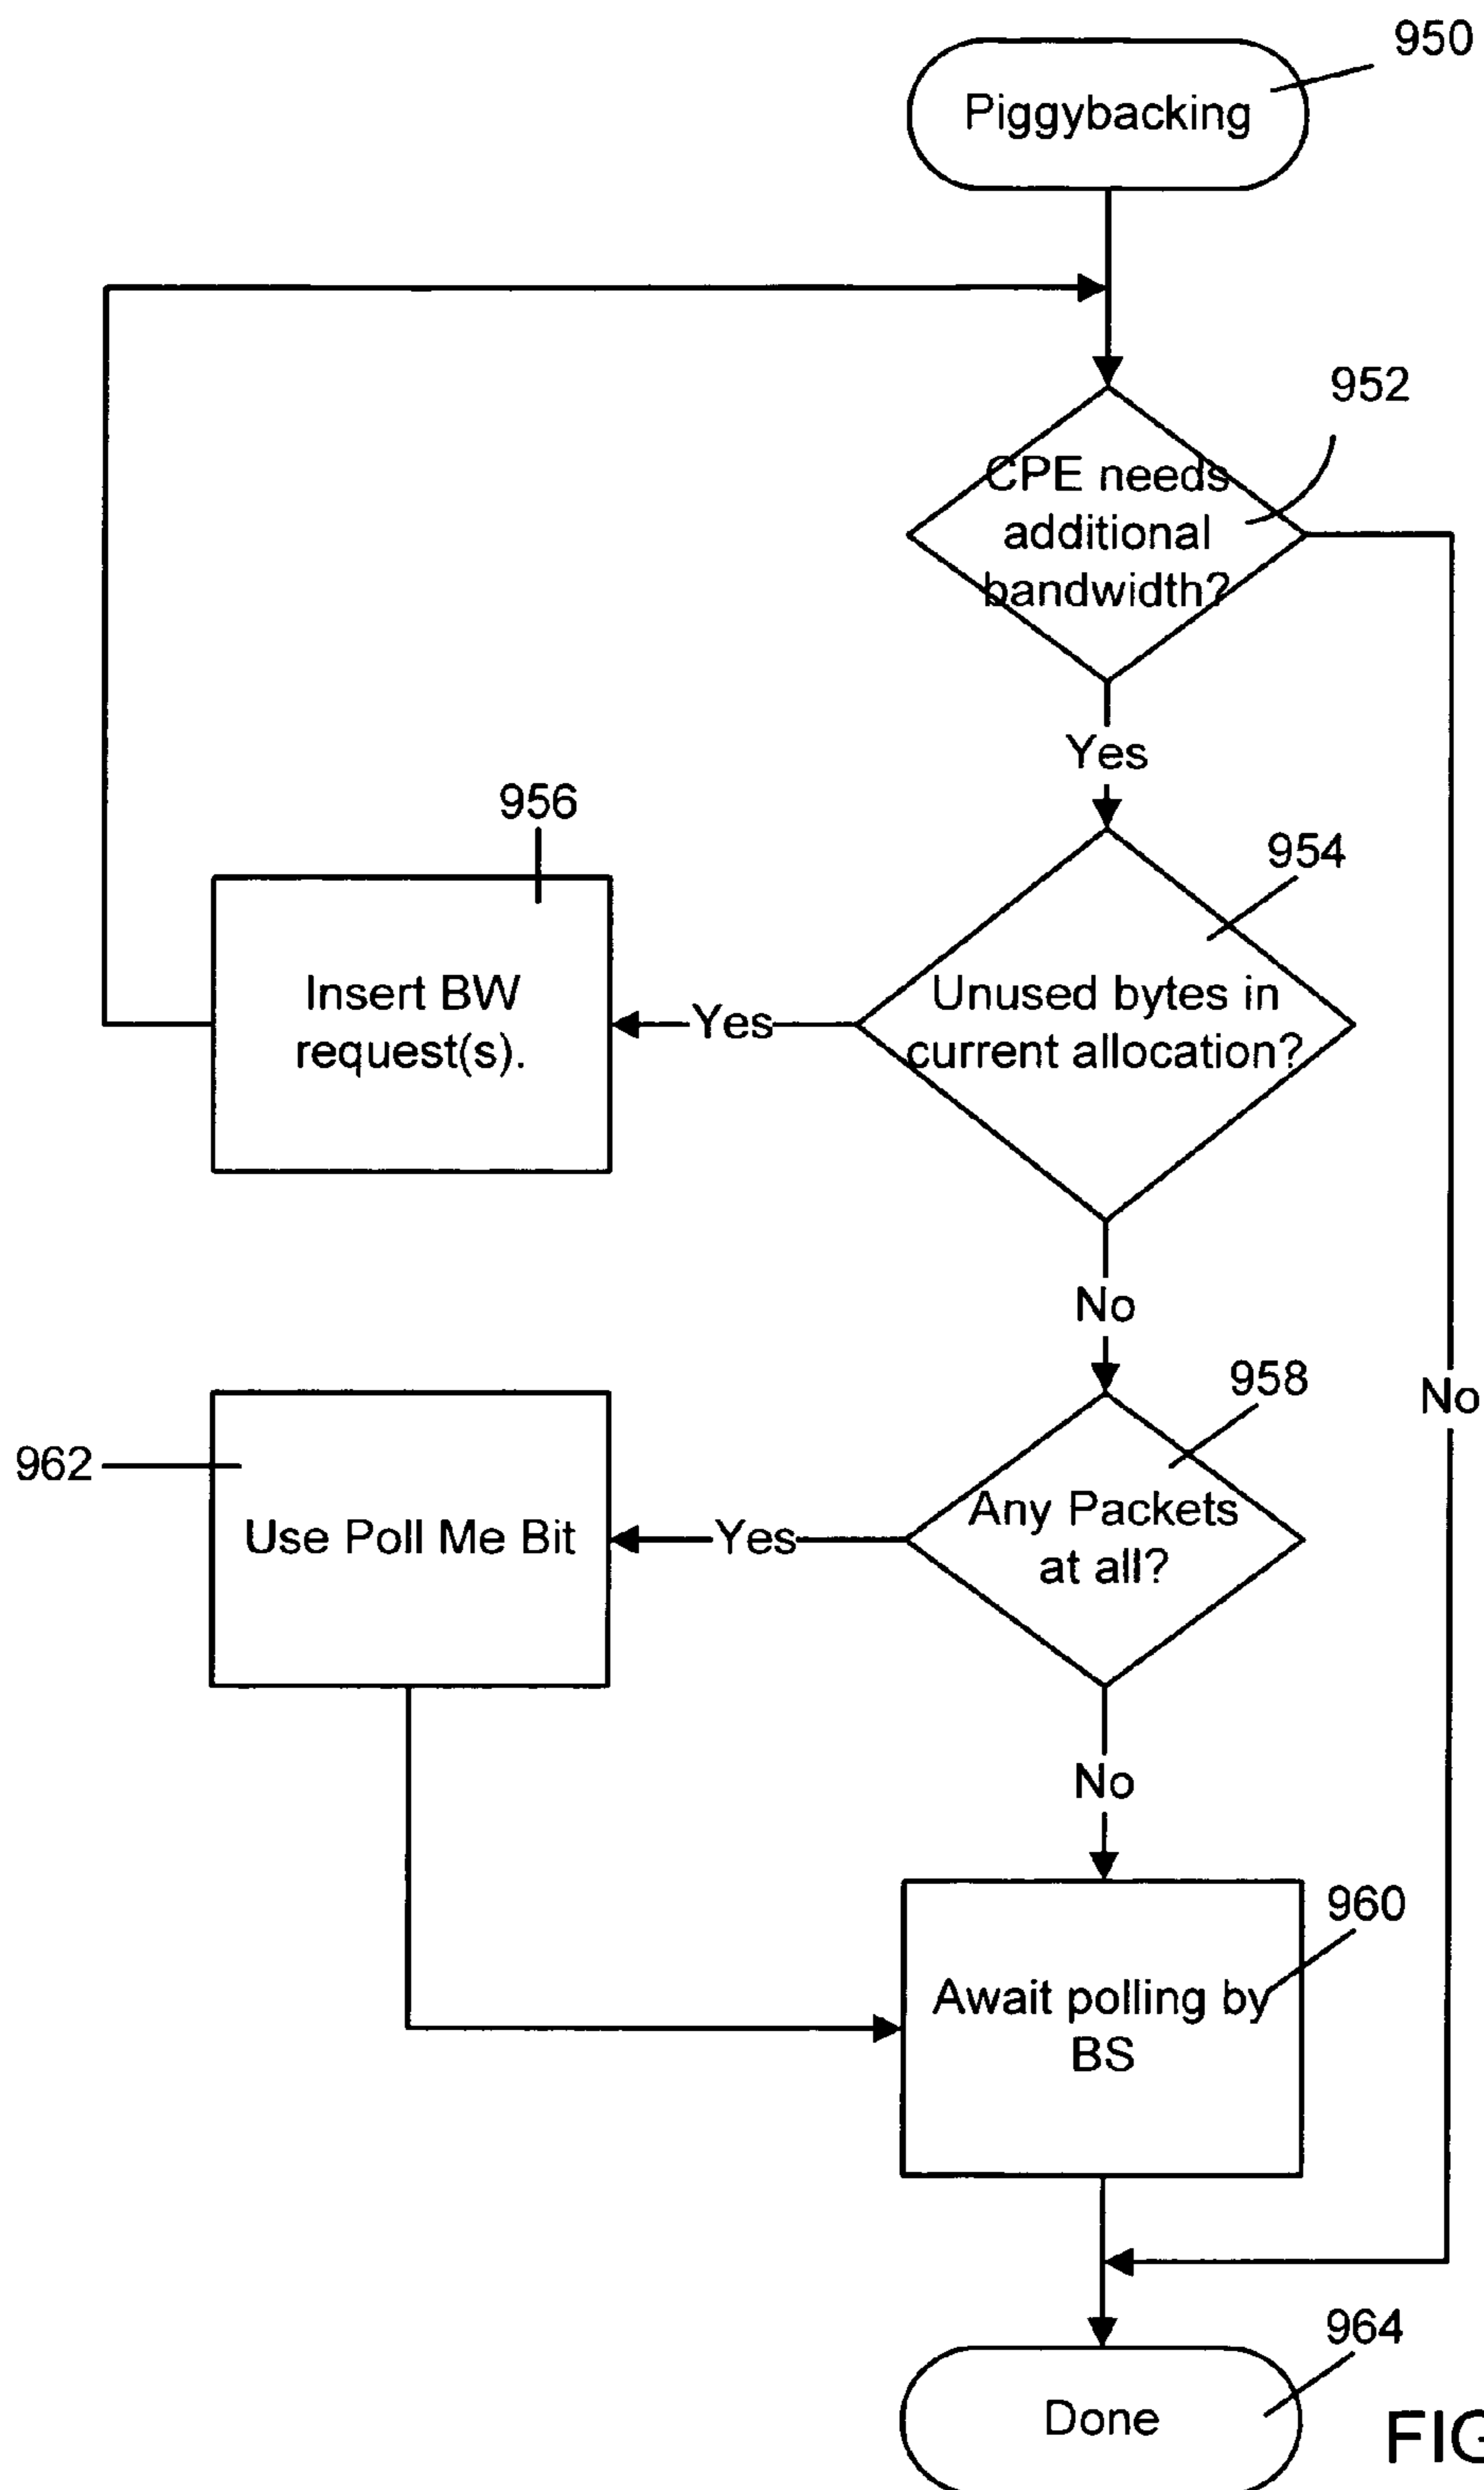 950
Piggybacking
952
CPE needs
additional
bandwidth?
Yes
956
954
Insert BW
request(s).
Yes
Unused bytes in
current allocation?
No
958
No
962
Use Poll Me Bit
Yes
Any Packets
at all?
No
960
Await polling by
BS
964
Done